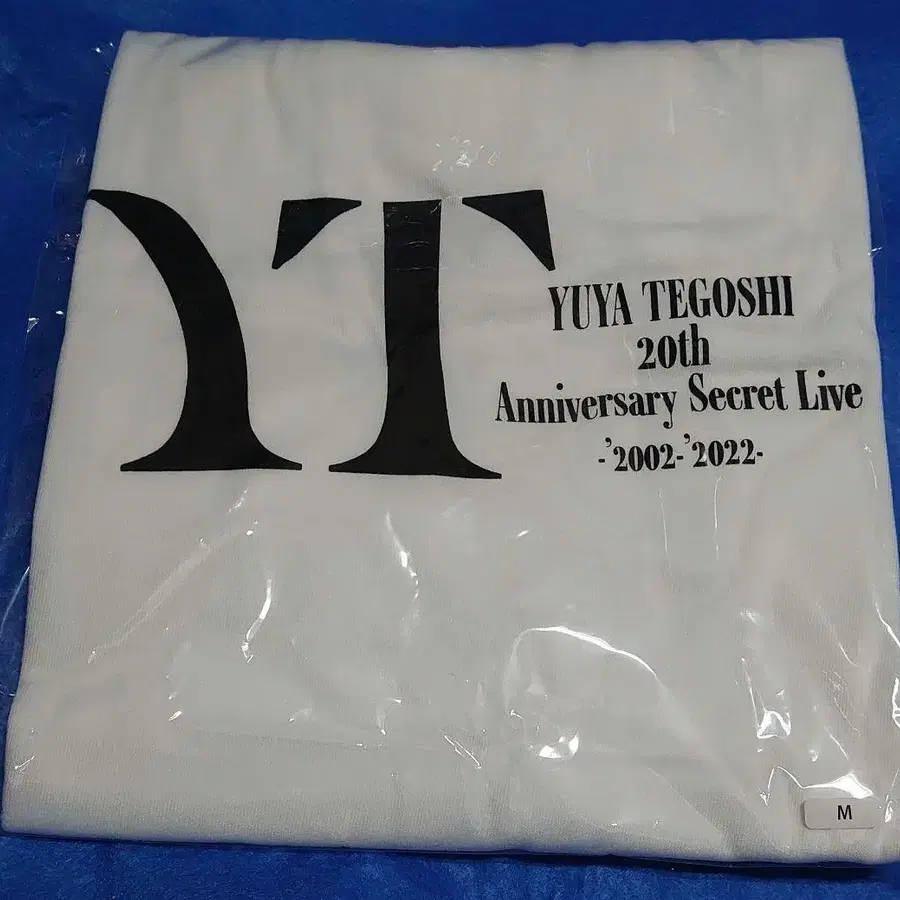 YT
YUYA TEGOSHI
20th
Anniversary Secret Live
-'2002-'2022-
M